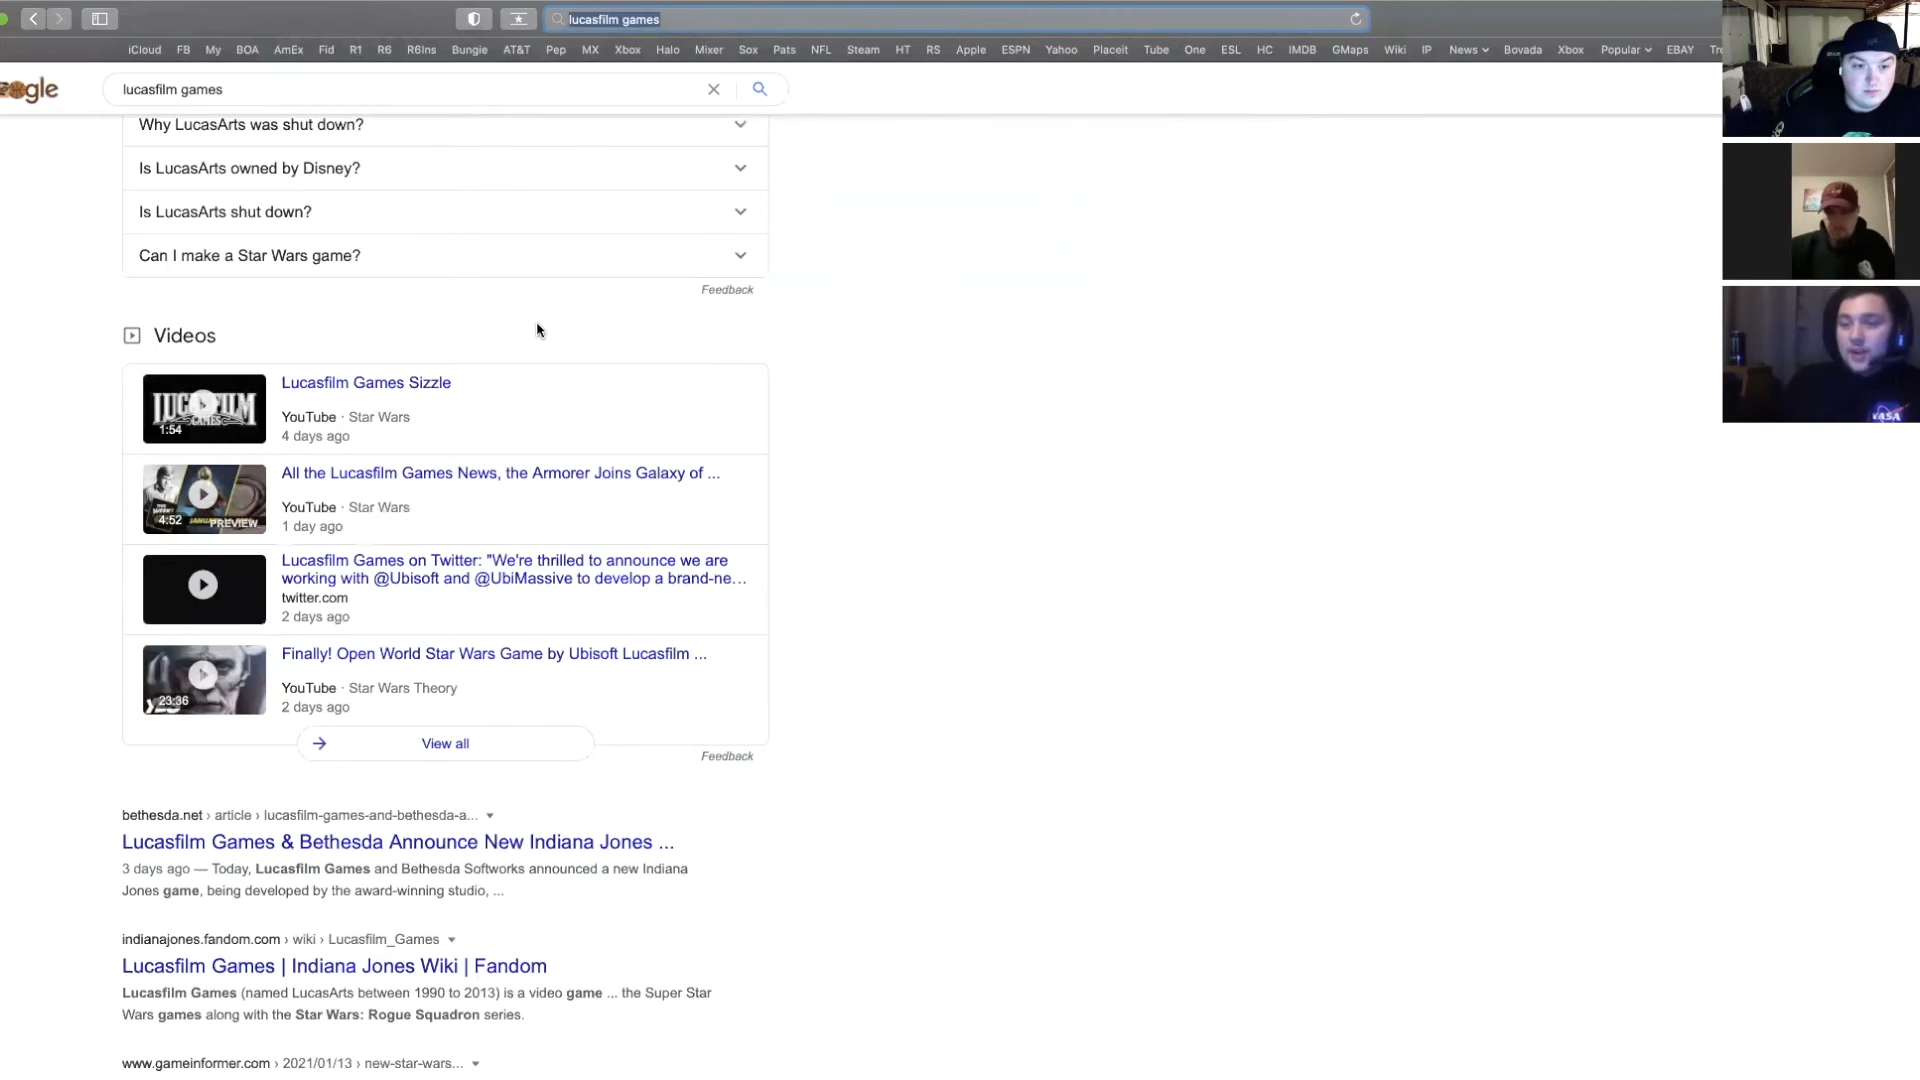 lucasfilm games
iCloud FB My BOA AmEx Fid R1 R6 R6Ins Bungie AT&T Pep MX Xbox Halo Mixer Sox Pats NFL Steam HT RS Apple ESPN Yahoo Placeit Tube One ESL HC IMDB GMaps Wiki IP News Bovada Xbox Popular EBAY
ogle
lucasfilm games
Why LucasArts was shut down?
Is LucasArts owned by Disney?
Is LucasArts shut down?
Can I make a Star Wars game?
Feedback
Videos
LUCASFILM
GAMES
1:54
Lucasfilm Games Sizzle
YouTube · Star Wars
4 days ago
4:52
PREVIEW
All the Lucasfilm Games News, the Armorer Joins Galaxy of ...
YouTube · Star Wars
1 day ago
Lucasfilm Games on Twitter: "We're thrilled to announce we are
working with @Ubisoft and @UbiMassive to develop a brand-ne...
twitter.com
2 days ago
23:36
Finally! Open World Star Wars Game by Ubisoft Lucasfilm ...
YouTube · Star Wars Theory
2 days ago
View all
Feedback
bethesda.net › article › lucasfilm-games-and-bethesda-a...
Lucasfilm Games & Bethesda Announce New Indiana Jones ...
3 days ago — Today, Lucasfilm Games and Bethesda Softworks announced a new Indiana
Jones game, being developed by the award-winning studio, ...
indianajones.fandom.com › wiki › Lucasfilm_Games
Lucasfilm Games | Indiana Jones Wiki | Fandom
Lucasfilm Games (named LucasArts between 1990 to 2013) is a video game ... the Super Star
Wars games along with the Star Wars: Rogue Squadron series.
www.gameinformer.com › 2021/01/13 › new-star-wars...
NASA